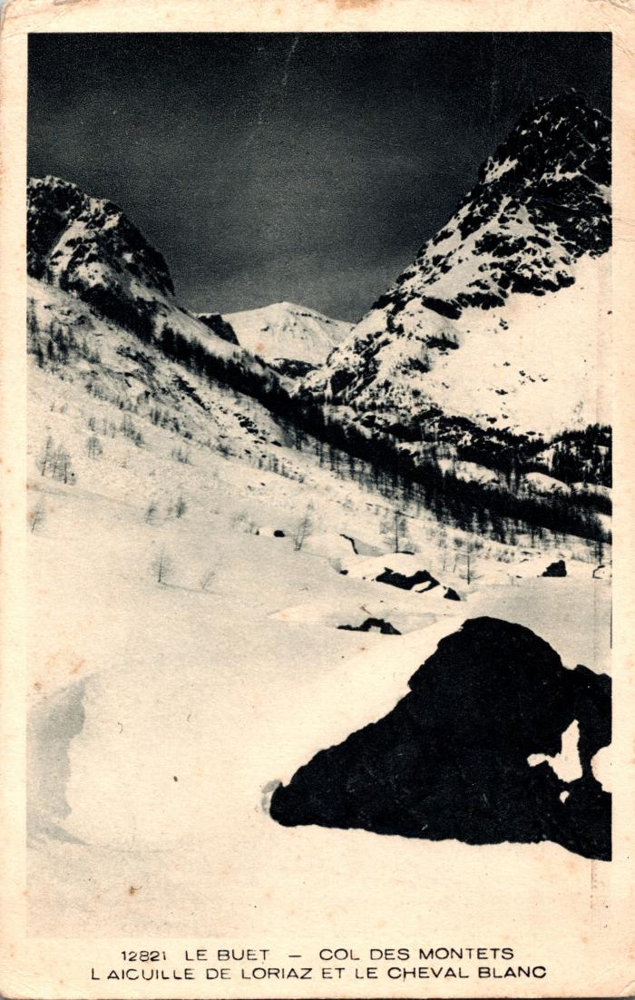 12821 LE BUET — COL DES MONTETS
L AIGUILLE DE LORIAZ ET LE CHEVAL BLANC